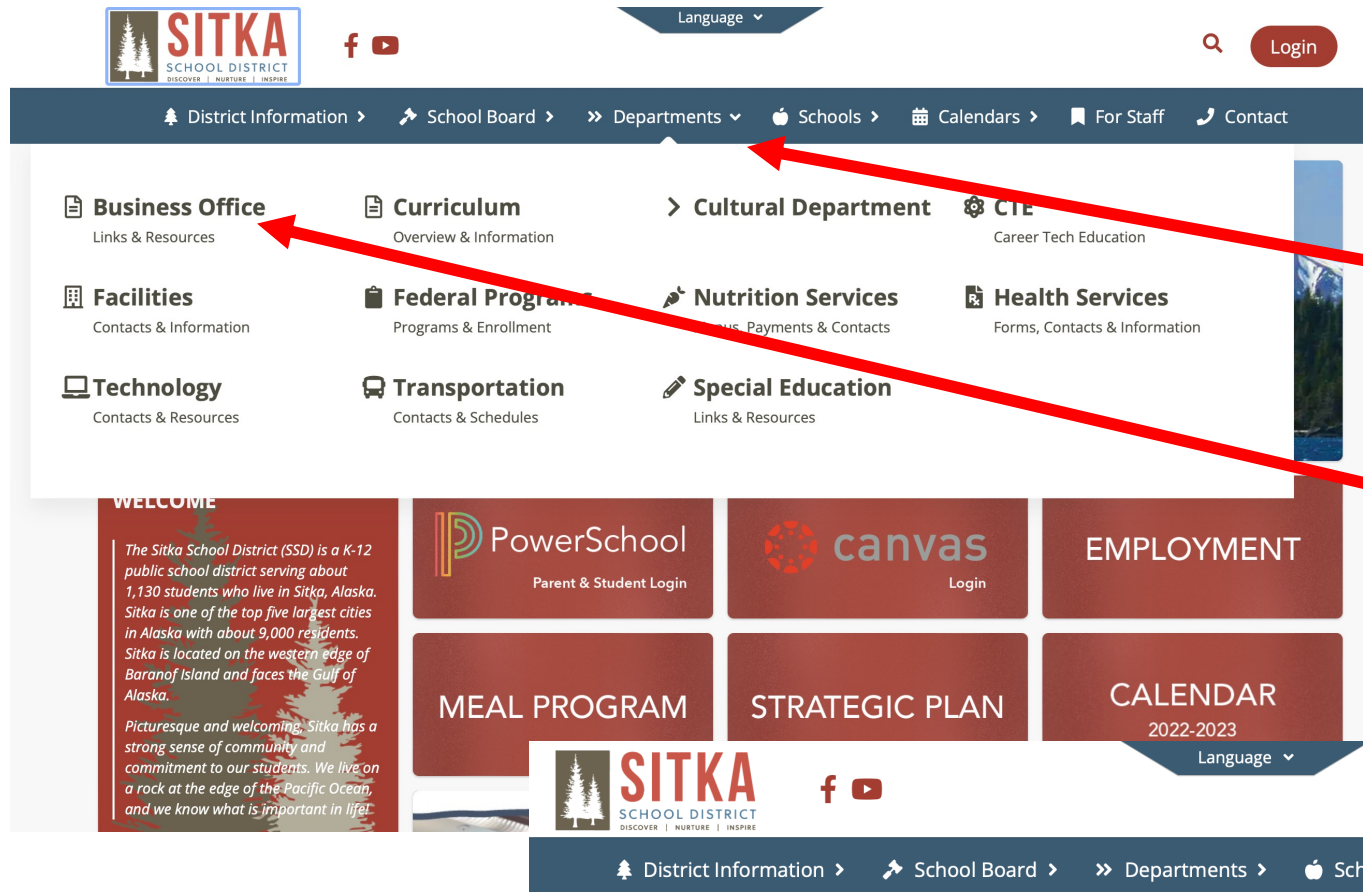 SITKA
SCHOOL DISTRICT
DISCOVER | NURTURE | INSPIRE
Language
Login
District Information
School Board
Departments
Schools
Calendars
For Staff
Contact
Business Office
Links & Resources
Curriculum
Overview & Information
Cultural Department
CTE
Career Tech Education
Facilities
Contacts & Information
Federal Programs
Programs & Enrollment
Nutrition Services
Payments & Contacts
Health Services
Forms, Contacts & Information
Technology
Contacts & Resources
Transportation
Contacts & Schedules
Special Education
Links & Resources
WELCOME
The Sitka School District (SSD) is a K-12
public school district serving about
1,130 students who live in Sitka, Alaska.
Sitka is one of the top five largest cities
in Alaska with about 9,000 residents.
Sitka is located on the western edge of
Baranof Island and faces the Gulf of
Alaska.
Picturesque and welcoming, Sitka has a
strong sense of community and
commitment to our students. We live on
a rock at the edge of the Pacific Ocean,
and we know what is important in life!
PowerSchool
Parent & Student Login
canvas
Login
EMPLOYMENT
MEAL PROGRAM
STRATEGIC PLAN
CALENDAR
2022-2023
SITKA
SCHOOL DISTRICT
DISCOVER | NURTURE | INSPIRE
Language
District Information
School Board
Departments
Sch